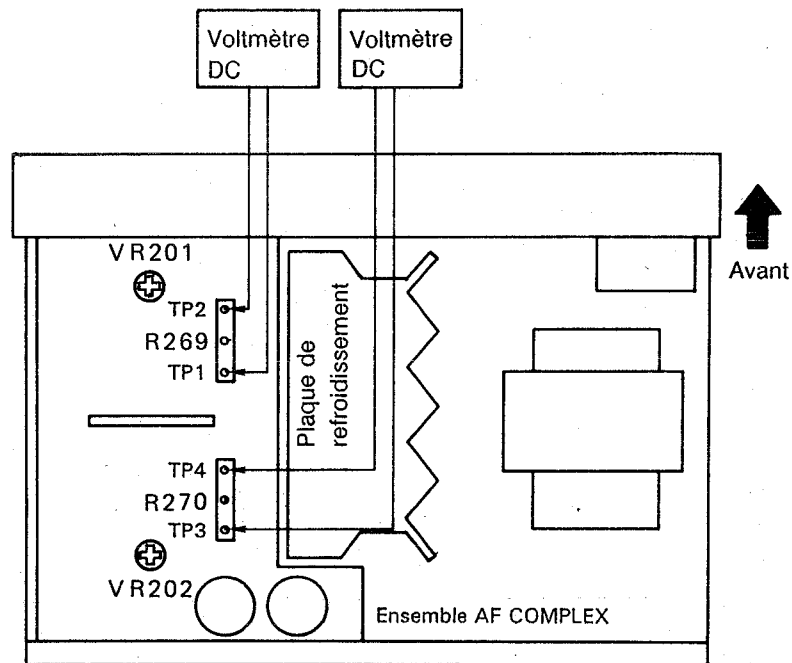 Voltmètre
DC
Voltmètre
DC
Avant
VR201
TP2
R269
TP1
Plaque de
refroidissement
TP4
R270
TP3
VR202
Ensemble AF COMPLEX